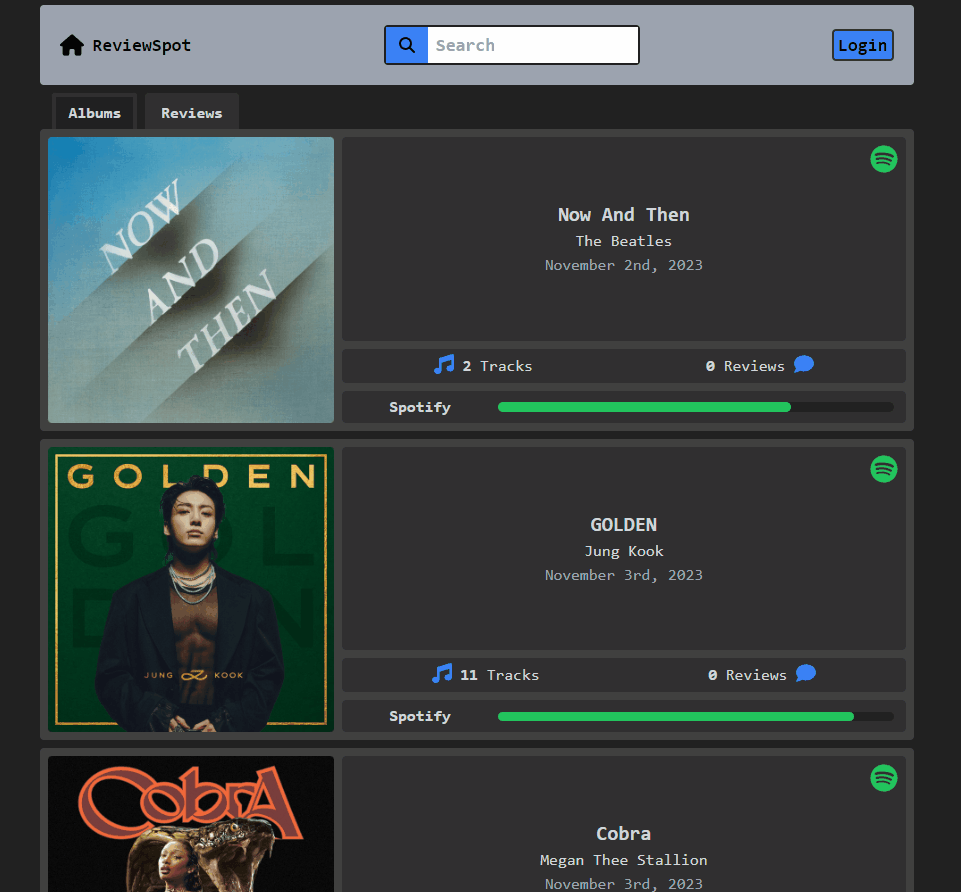 ReviewSpot
Search
Login
Albums
Reviews
NOW
AND
THEN
Now And Then
The Beatles
November 2nd, 2023
2 Tracks
0 Reviews
Spotify
GOLDEN
GOL
DEN
JUNG KOOK
GOLDEN
Jung Kook
November 3rd, 2023
11 Tracks
0 Reviews
Spotify
CobrA
Cobra
Megan Thee Stallion
November 3rd, 2023